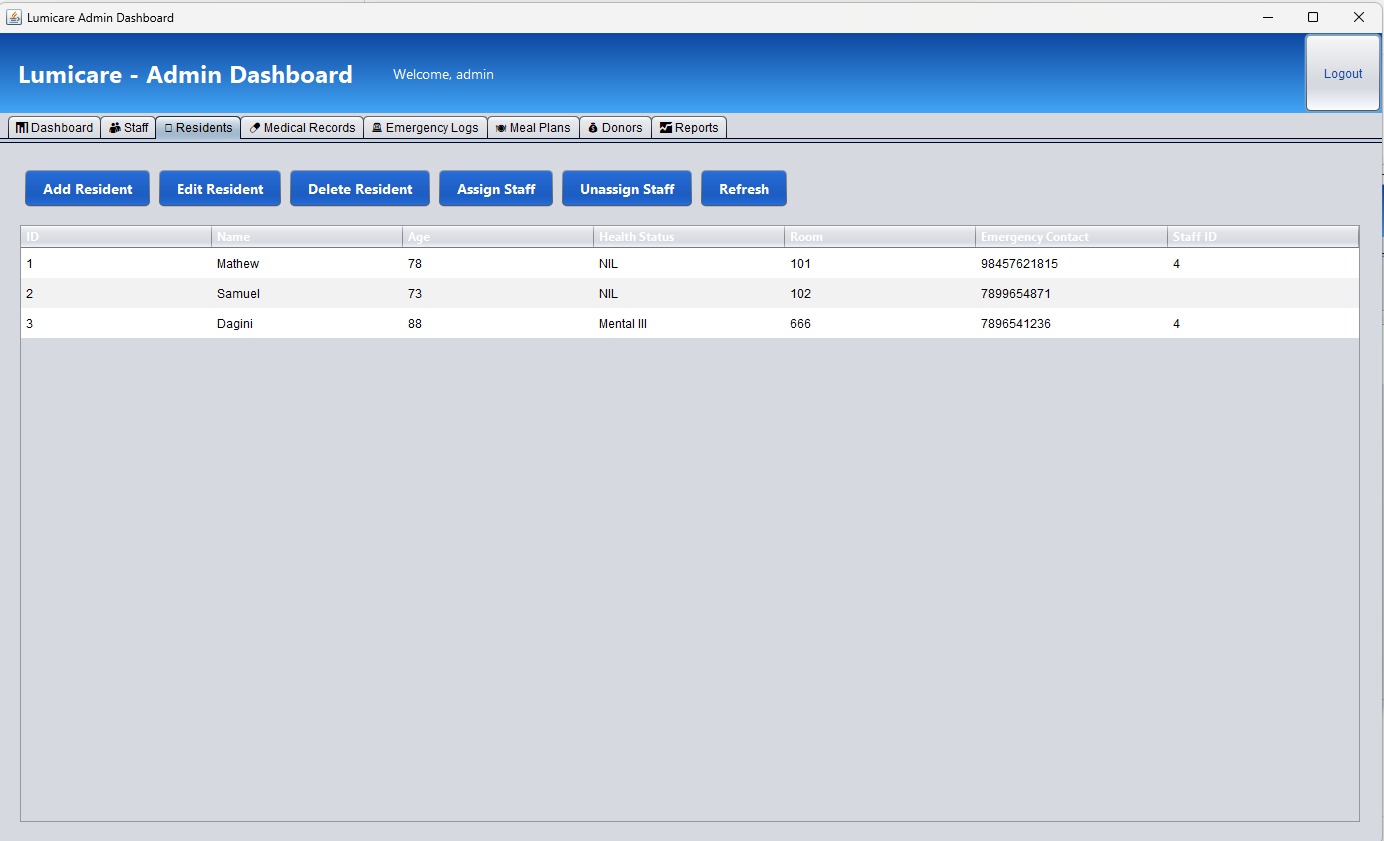 Lumicare Admin Dashboard
Lumicare - Admin Dashboard Welcome, admin Logout
Dashboard Staff Residents Medical Records Emergency Logs Meal Plans Donors Reports
Add Resident Edit Resident Delete Resident Assign Staff Unassign Staff Refresh
ID Name Age Health Status Room Emergency Contact Staff ID
1 Mathew 78 NIL 101 98457621815 4
2 Samuel 73 NIL 102 7899654871
3 Dagini 88 Mental Ill 666 7896541236 4